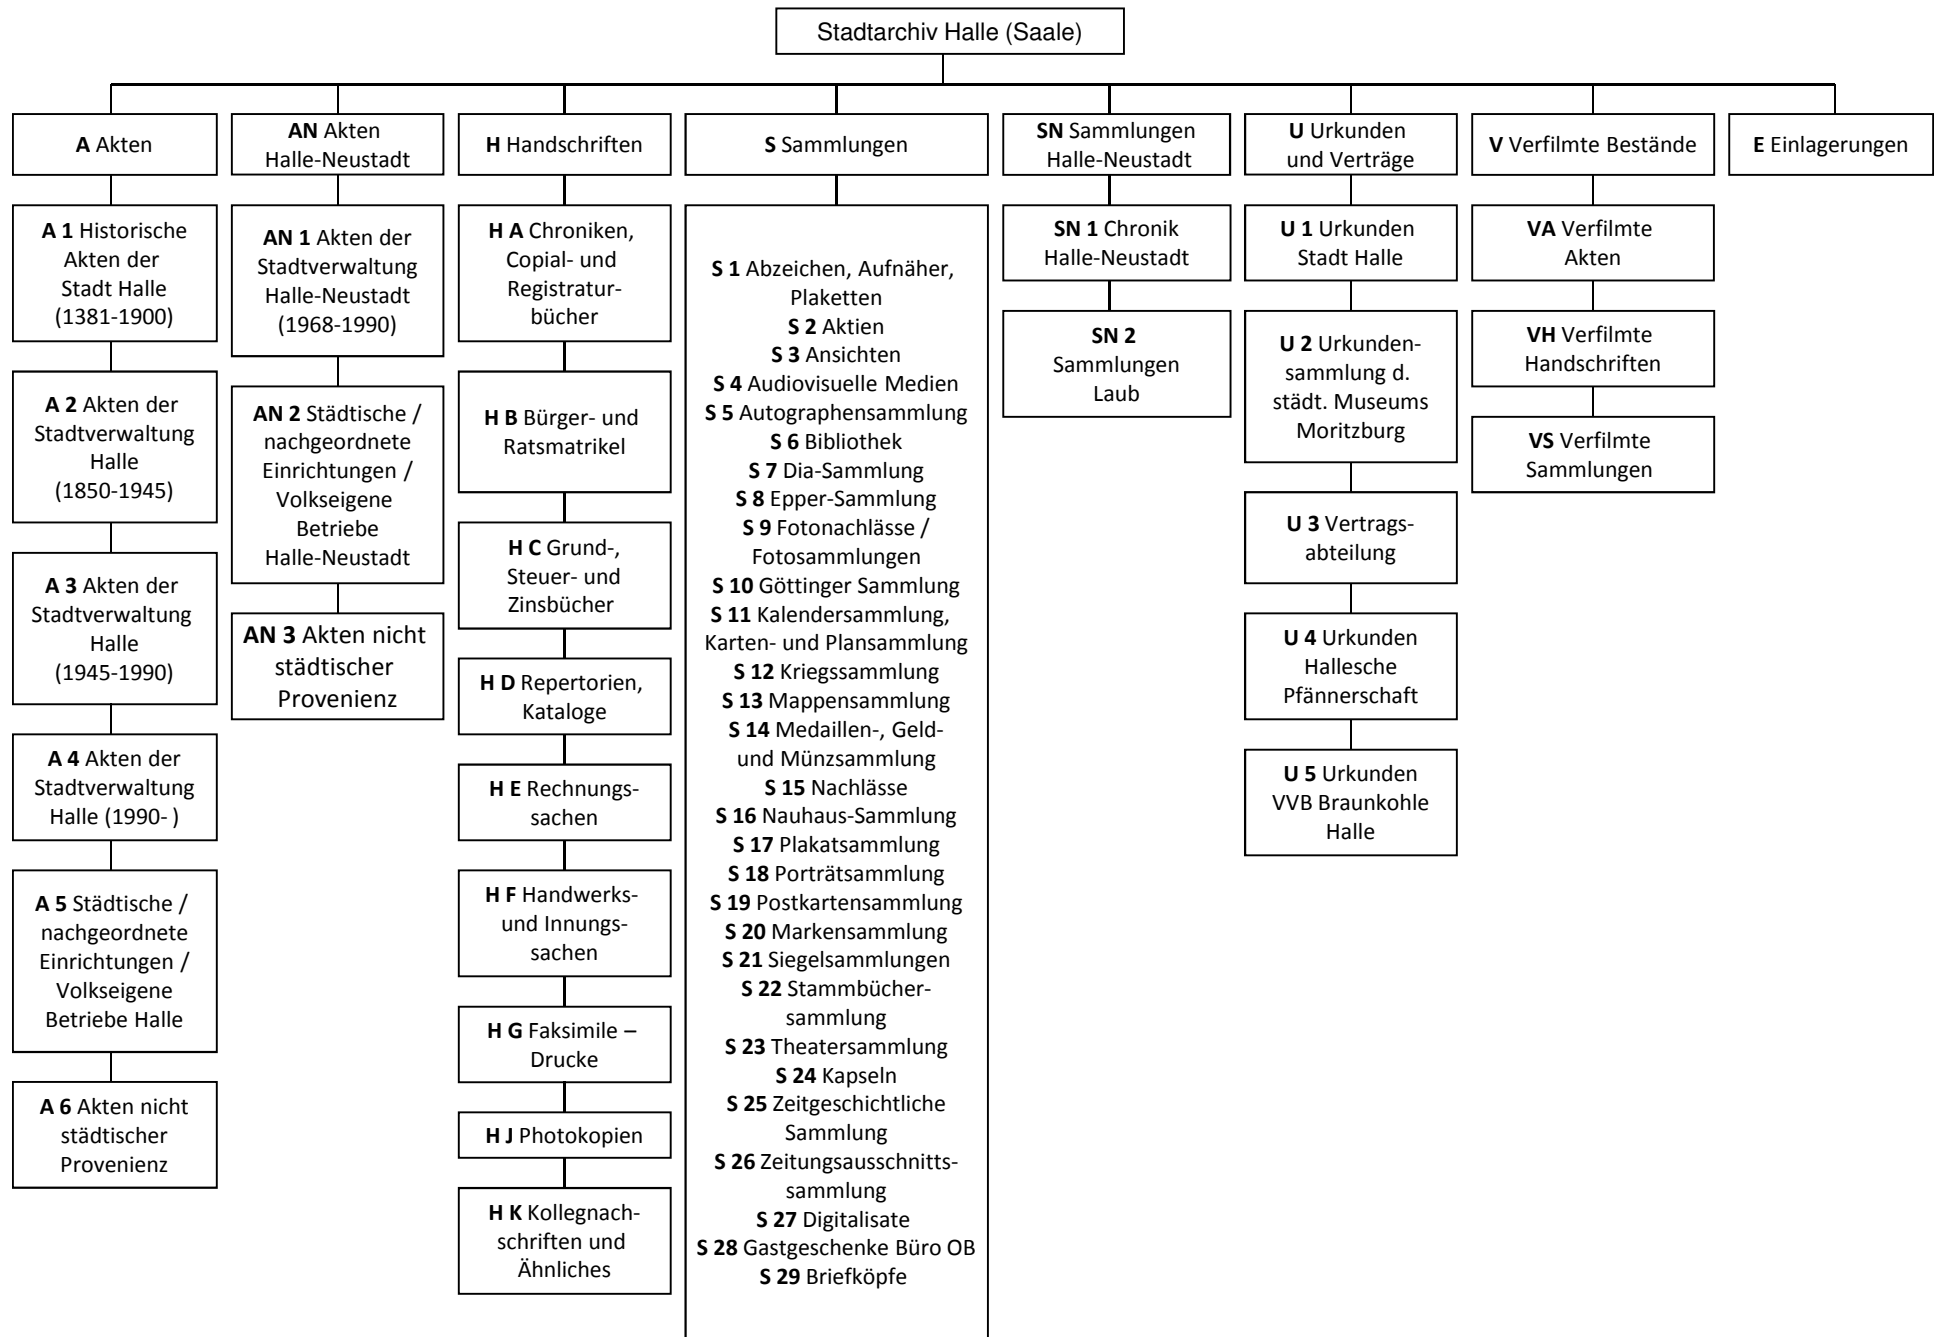 Stadtarchiv Halle (Saale)
A Akten
A 1 Historische
Akten der
Stadt Halle
(1381-1900)
A 2 Akten der
Stadtverwaltung
Halle
(1850-1945)
A 3 Akten der
Stadtverwaltung
Halle
(1945-1990)
A 4 Akten der
Stadtverwaltung
Halle (1990- )
A 5 Städtische /
nachgeordnete
Einrichtungen /
Volkseigene
Betriebe Halle
A 6 Akten nicht
städtischer
Provenienz
AN Akten
Halle-Neustadt
AN 1 Akten der
Stadtverwaltung
Halle-Neustadt
(1968-1990)
AN 2 Städtische /
nachgeordnete
Einrichtungen /
Volkseigene
Betriebe
Halle-Neustadt
AN 3 Akten nicht
städtischer
Provenienz
H Handschriften
H A Chroniken,
Copial- und
Registratur-
bücher
H B Bürger- und
Ratsmatrikel
H C Grund-,
Steuer- und
Zinsbücher
H D Repertorien,
Kataloge
H E Rechnungs-
sachen
H F Handwerks-
und Innungs-
sachen
H G Faksimile –
Drucke
H J Photokopien
H K Kollegnach-
schriften und
Ähnliches
S Sammlungen
S 1 Abzeichen, Aufnäher,
Plaketten
S 2 Aktien
S 3 Ansichten
S 4 Audiovisuelle Medien
S 5 Autographensammlung
S 6 Bibliothek
S 7 Dia-Sammlung
S 8 Epper-Sammlung
S 9 Fotonachlässe /
Fotosammlungen
S 10 Göttinger Sammlung
S 11 Kalendersammlung,
Karten- und Plansammlung
S 12 Kriegssammlung
S 13 Mappensammlung
S 14 Medaillen-, Geld-
und Münzsammlung
S 15 Nachlässe
S 16 Nauhaus-Sammlung
S 17 Plakatsammlung
S 18 Porträtsammlung
S 19 Postkartensammlung
S 20 Markensammlung
S 21 Siegelsammlungen
S 22 Stammbücher-
sammlung
S 23 Theatersammlung
S 24 Kapseln
S 25 Zeitgeschichtliche
Sammlung
S 26 Zeitungsausschnitts-
sammlung
S 27 Digitalisate
S 28 Gastgeschenke Büro OB
S 29 Briefköpfe
SN Sammlungen
Halle-Neustadt
SN 1 Chronik
Halle-Neustadt
SN 2
Sammlungen
Laub
U Urkunden
und Verträge
U 1 Urkunden
Stadt Halle
U 2 Urkunden-
sammlung d.
städt. Museums
Moritzburg
U 3 Vertrags-
abteilung
U 4 Urkunden
Hallesche
Pfännerschaft
U 5 Urkunden
VVB Braunkohle
Halle
V Verfilmte Bestände
VA Verfilmte
Akten
VH Verfilmte
Handschriften
VS Verfilmte
Sammlungen
E Einlagerungen